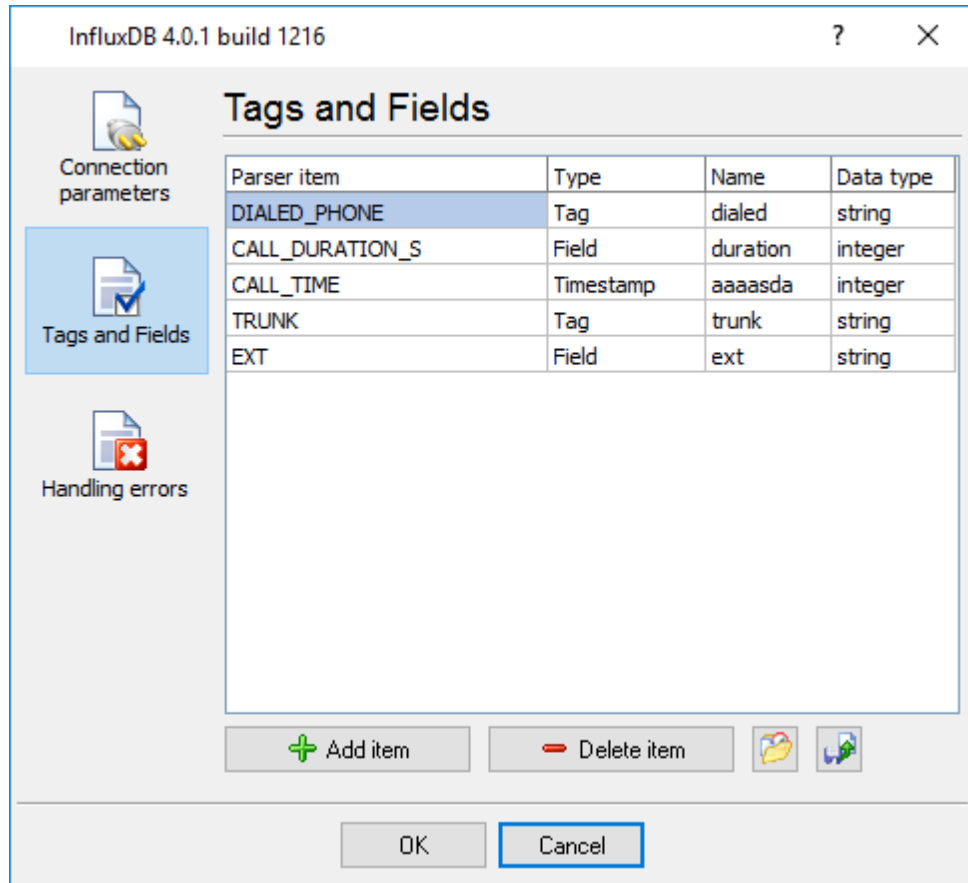 InfluxDB 4.0.1 build 1216 ?
Tags and Fields
Connection
parameters
Tags and Fields
Handling errors
Parser item Type Name Data type
DIALED_PHONE Tag dialed string
CALL_DURATION_S Field duration integer
CALL_TIME Timestamp aaaasda integer
TRUNK Tag trunk string
EXT Field ext string
Add item Delete item
OK Cancel